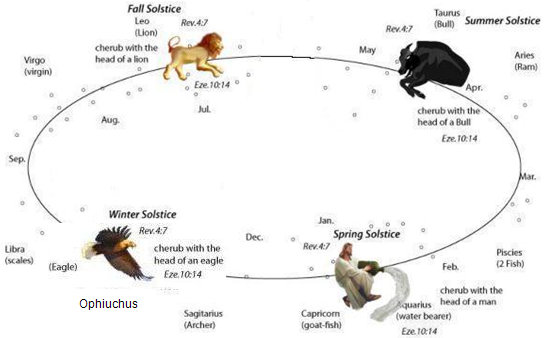 Fall Solstice
Leo
(Lion)
Rev.4:7
cherub with the
head of a lion
Eze.10:14
Jul.
Taurus
(Bull)
Summer Solstice
Rev.4:7
May
Aries
(Ram)
Apr.
cherub with the
head of a Bull
Eze.10:14
Virgo
(virgin)
Aug.
Sep.
Mar.
Winter Solstice
Rev.4:7
cherub with the
head of an eagle
Eze.10:14
Libra
(scales)
(Eagle)
Ophiuchus
Dec.
Sagitarius
(Archer)
Jan.
Spring Solstice
Rev.4:7
Capricorn
(goat-fish)
Feb.
Piscies
(2 Fish)
cherub with the
head of a man
Aquarius
(water bearer)
Eze.10:14